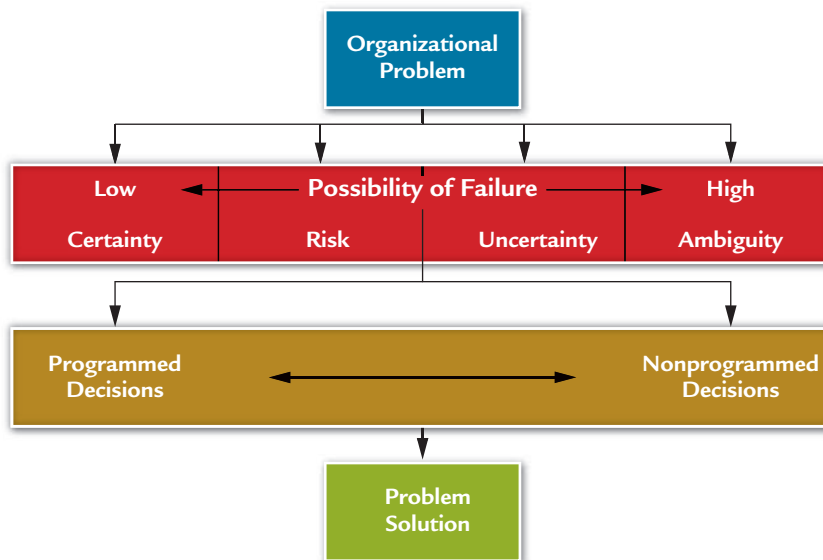 Organizational
Problem
Low Possibility of Failure High
Certainty Risk Uncertainty Ambiguity
Programmed
Decisions
Nonprogrammed
Decisions
Problem
Solution